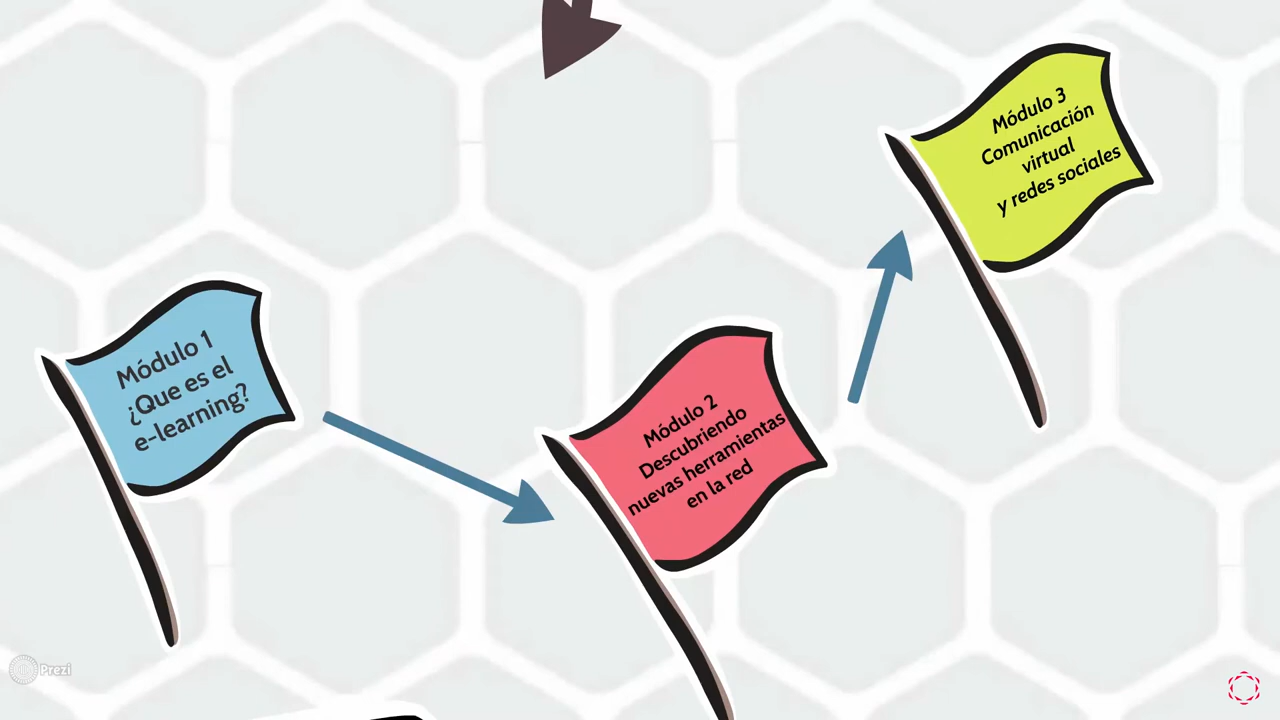 Módulo 1
¿Que es el
e-learning?
Módulo 2
Descubriendo
nuevas herramientas
en la red
Módulo 3
Comunicación
virtual
y redes sociales
Prezi